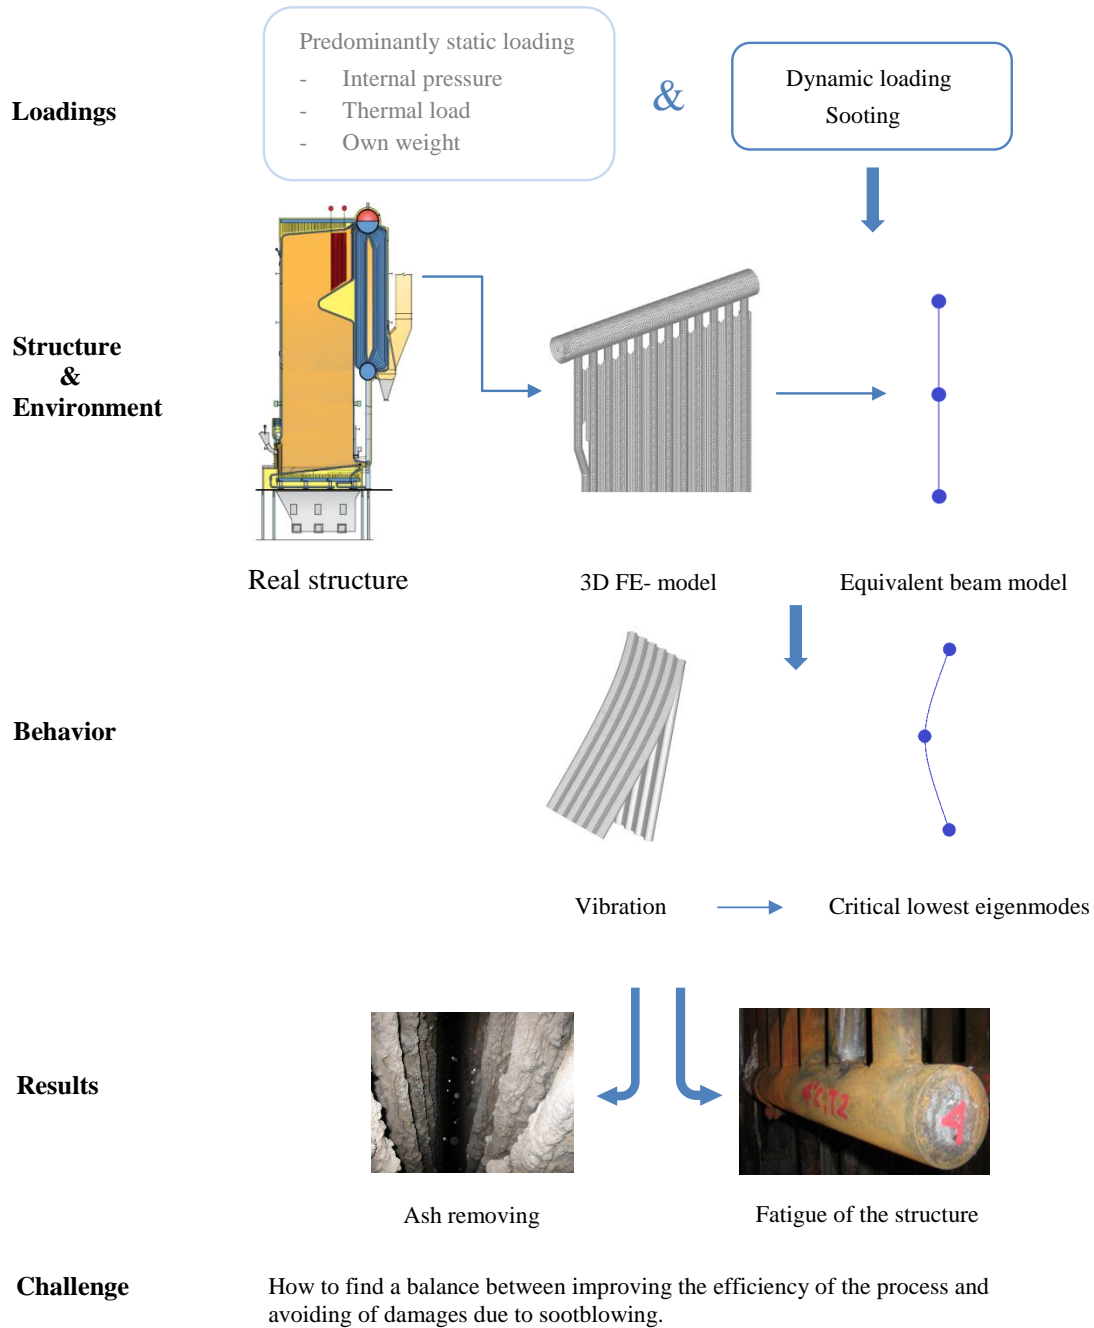 Predominantly static loading
- Internal pressure
- Thermal load
- Own weight
&
Dynamic loading
Sooting
Loadings
Structure
&
Environment
Real structure
3D FE- model
Equivalent beam model
Behavior
Vibration
Critical lowest eigenmodes
Results
4
Ash removing
Fatigue of the structure
Challenge
How to find a balance between improving the efficiency of the process and
avoiding of damages due to sootblowing.